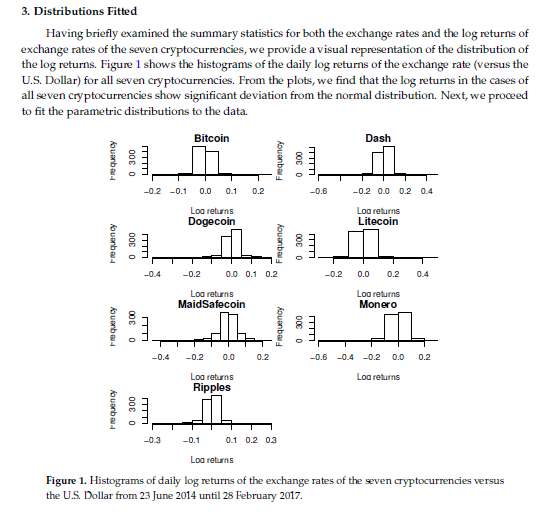 3. Distributions Fitted
Having briefly examined the summary statistics for both the exchange rates and the log returns of
exchange rates of the seven cryptocurrencies, we provide a visual representation of the distribution of
the log returns. Figure 1 shows the histograms of the daily log returns of the exchange rate (versus the
U.S. Dollar) for all seven cryptocurrencies. From the plots, we find that the log returns in the cases of
all seven cryptocurrencies show significant deviation from the normal distribution. Next, we proceed
to fit the parametric distributions to the data.
Bitcoin
Frequency
0 300
-0.2 -0.1 0.0 0.1 0.2
Log returns
Dash
Frequency
0 300
-0.6 -0.2 0.0 0.2 0.4
Log returns
Dogecoin
Frequency
0 300
-0.4 -0.2 0.0 0.1 0.2
Log returns
Litecoin
Frequency
0 300
-0.2 0.0 0.2 0.4
Log returns
MaidSafecoin
Frequency
0 300
-0.4 -0.2 0.0 0.2
Log returns
Monero
Frequency
0 300
-0.6 -0.4 -0.2 0.0 0.2
Log returns
Ripples
Frequency
0 300
-0.3 -0.1 0.1 0.2 0.3
Log returns
Figure 1. Histograms of daily log returns of the exchange rates of the seven cryptocurrencies versus
the U.S. Dollar from 23 June 2014 until 28 February 2017.